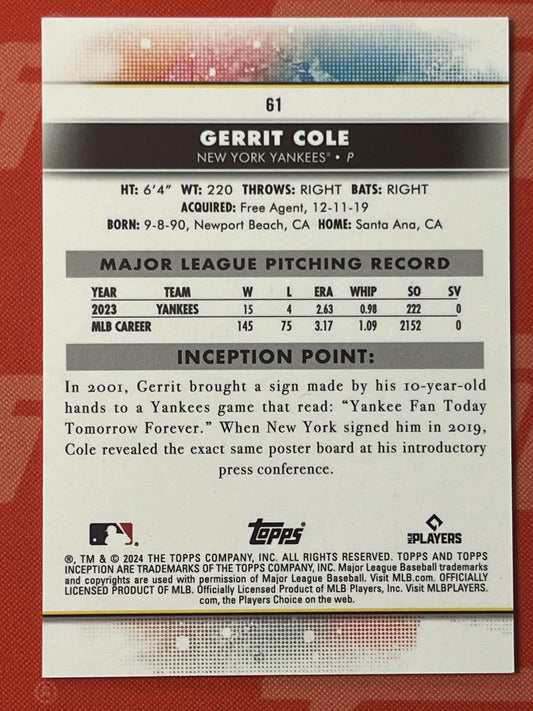 61
GERRIT COLE
NEW YORK YANKEES® • P
HT: 6'4" WT: 220 THROWS: RIGHT BATS: RIGHT
ACQUIRED: Free Agent, 12-11-19
BORN: 9-8-90, Newport Beach, CA HOME: Santa Ana, CA
MAJOR LEAGUE PITCHING RECORD
YEAR TEAM W L ERA WHIP SO SV
2023 YANKEES 15 4 2.63 0.98 222 0
MLB CAREER 145 75 3.17 1.09 2152 0
INCEPTION POINT:
In 2001, Gerrit brought a sign made by his 10-year-old
hands to a Yankees game that read: “Yankee Fan Today
Tomorrow Forever.” When New York signed him in 2019,
Cole revealed the exact same poster board at his introductory
press conference.
Topps
MLB PLAYERS
®, TM & © 2024 THE TOPPS COMPANY, INC. ALL RIGHTS RESERVED. TOPPS AND TOPPS
INCEPTION ARE TRADEMARKS OF THE TOPPS COMPANY, INC. Major League Baseball trademarks
and copyrights are used with permission of Major League Baseball. Visit MLB.com. OFFICIALLY
LICENSED PRODUCT OF MLB. Officially Licensed Product of MLB Players, Inc. Visit MLBPLAYERS.
com, the Players Choice on the web.